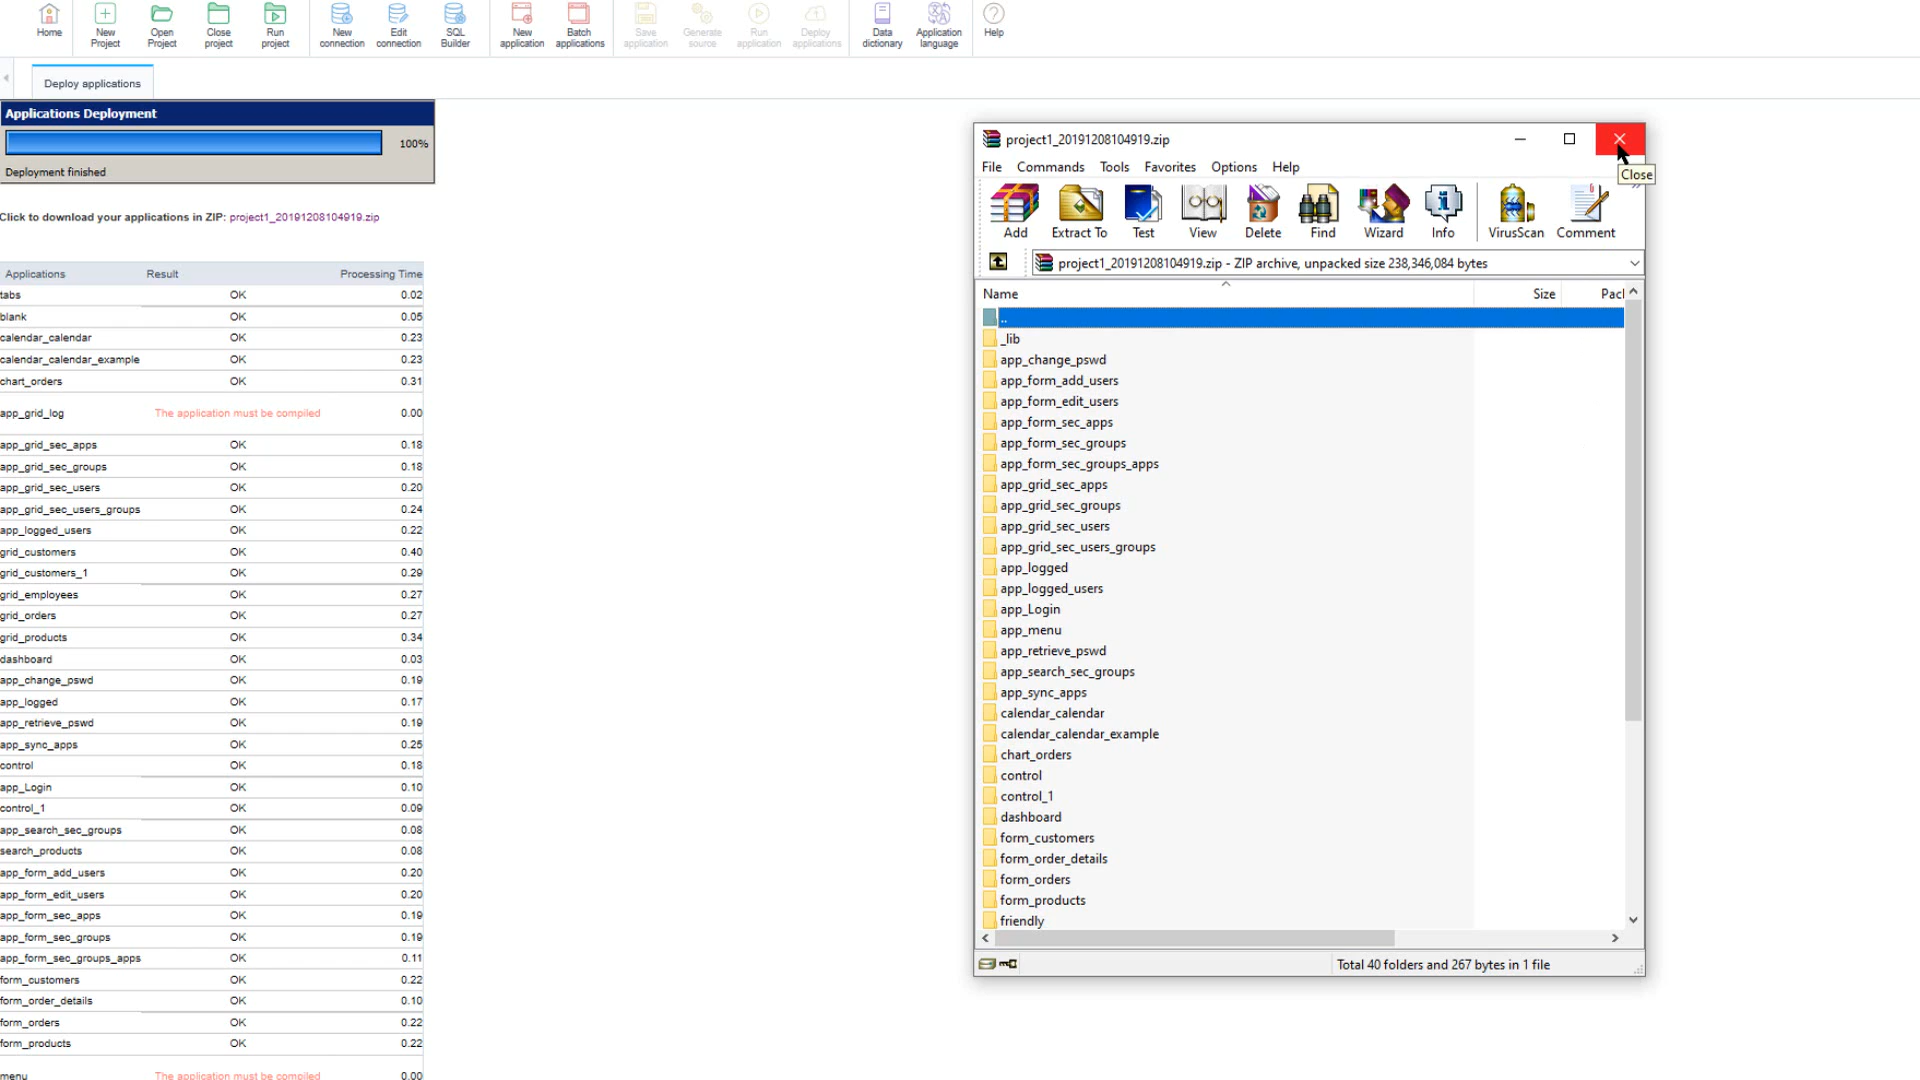 Home
New Project
Open Project
Close project
Run project
New connection
Edit connection
SQL Builder
New application
Batch applications
Save application
Generate source
Run application
Deploy applications
Data dictionary
Application language
Help
Deploy applications
Applications Deployment
100%
Deployment finished
Click to download your applications in ZIP: project1_20191208104919.zip
Applications Result Processing Time
tabs OK 0.02
blank OK 0.05
calendar_calendar OK 0.23
calendar_calendar_example OK 0.23
chart_orders OK 0.31
app_grid_log The application must be compiled 0.00
app_grid_sec_apps OK 0.18
app_grid_sec_groups OK 0.18
app_grid_sec_users OK 0.20
app_grid_sec_users_groups OK 0.24
app_logged_users OK 0.22
grid_customers OK 0.40
grid_customers_1 OK 0.29
grid_employees OK 0.27
grid_orders OK 0.27
grid_products OK 0.34
dashboard OK 0.03
app_change_pswd OK 0.19
app_logged OK 0.17
app_retrieve_pswd OK 0.19
app_sync_apps OK 0.25
control OK 0.18
app_Login OK 0.10
control_1 OK 0.09
app_search_sec_groups OK 0.08
search_products OK 0.08
app_form_add_users OK 0.20
app_form_edit_users OK 0.20
app_form_sec_apps OK 0.19
app_form_sec_groups OK 0.19
app_form_sec_groups_apps OK 0.11
form_customers OK 0.22
form_order_details OK 0.10
form_orders OK 0.22
form_products OK 0.22
menu The application must be compiled 0.00
project1_20191208104919.zip
Close
File Commands Tools Favorites Options Help
Add Extract To Test View Delete Find Wizard Info VirusScan Comment
project1_20191208104919.zip - ZIP archive, unpacked size 238,346,084 bytes
Name Size Pacl
..
_lib
app_change_pswd
app_form_add_users
app_form_edit_users
app_form_sec_apps
app_form_sec_groups
app_form_sec_groups_apps
app_grid_sec_apps
app_grid_sec_groups
app_grid_sec_users
app_grid_sec_users_groups
app_logged
app_logged_users
app_Login
app_menu
app_retrieve_pswd
app_search_sec_groups
app_sync_apps
calendar_calendar
calendar_calendar_example
chart_orders
control
control_1
dashboard
form_customers
form_order_details
form_orders
form_products
friendly
Total 40 folders and 267 bytes in 1 file